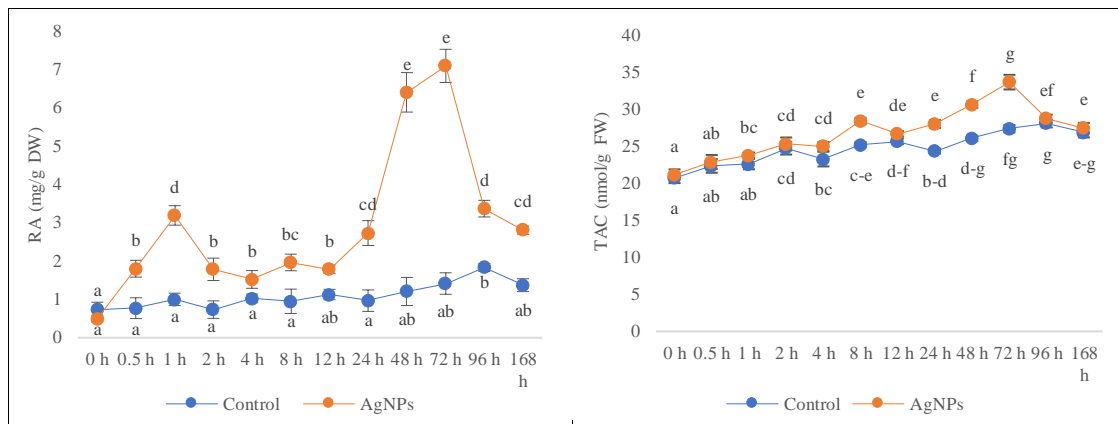 RA (mg/g DW)
8
7
6
5
4
3
2
1
0
a
b
d
b
b
bc
b
cd
e
e
d
cd
a
a
a
a
a
a
ab
a
ab
ab
b
ab
0 h 0.5 h 1 h 2 h 4 h 8 h 12 h 24 h 48 h 72 h 96 h 168 h
Control AgNPs
TAC (nmol/g FW)
40
35
30
25
20
15
10
5
0
a
ab
bc
cd
cd
e
de
e
f
g
ef
e
a
ab
ab
cd
bc
c-e
d-f
b-d
d-g
fg
g
e-g
0 h 0.5 h 1 h 2 h 4 h 8 h 12 h 24 h 48 h 72 h 96 h 168 h
Control AgNPs